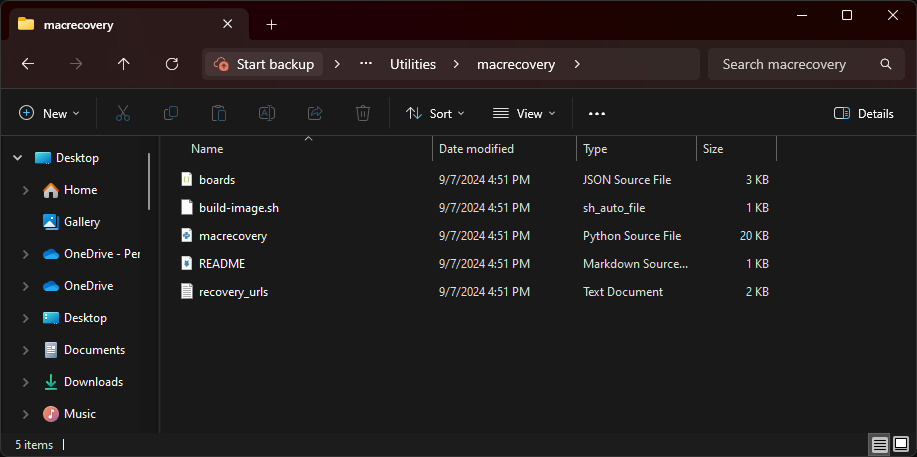 macrecovery
Start backup > ··· Utilities > macrecovery > Search macrecovery
New Sort View ··· Details
Name Date modified Type Size
Desktop
Home
Gallery
OneDrive - Per
OneDrive
Desktop
Documents
Downloads
Music
boards 9/7/2024 4:51 PM JSON Source File 3 KB
build-image.sh 9/7/2024 4:51 PM sh_auto_file 1 KB
macrecovery 9/7/2024 4:51 PM Python Source File 20 KB
README 9/7/2024 4:51 PM Markdown Source... 1 KB
recovery_urls 9/7/2024 4:51 PM Text Document 2 KB
5 items